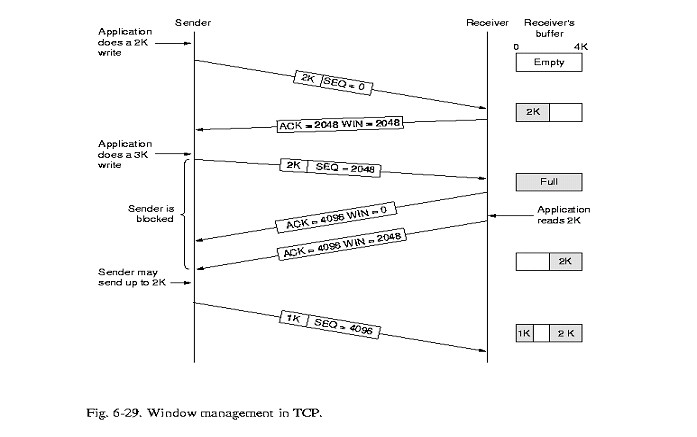 Sender
Receiver
Receiver's
buffer
0 4K
Application
does a 2K
write
Empty
2K SEQ = 0
2K
ACK = 2048 WIN = 2048
Application
does a 3K
write
2K SEQ = 2048
Full
Sender is
blocked
ACK = 4096 WIN = 0
Application
reads 2K
ACK = 4096 WIN = 2048
2K
Sender may
send up to 2K
1K SEQ = 4096
1K 2 K
Fig. 6-29. Window management in TCP.